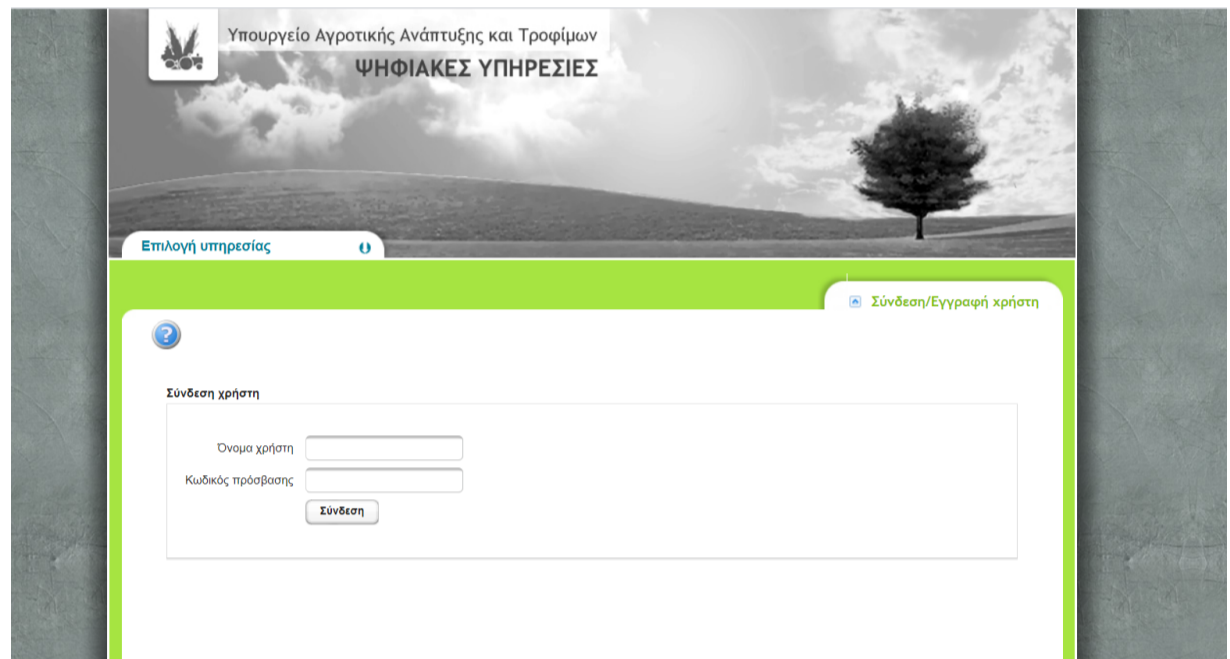 Υπουργείο Αγροτικής Ανάπτυξης και Τροφίμων
ΨΗΦΙΑΚΕΣ ΥΠΗΡΕΣΙΕΣ
Επιλογή υπηρεσίας
Σύνδεση/Εγγραφή χρήστη
Σύνδεση χρήστη
Όνομα χρήστη
Κωδικός πρόσβασης
Σύνδεση